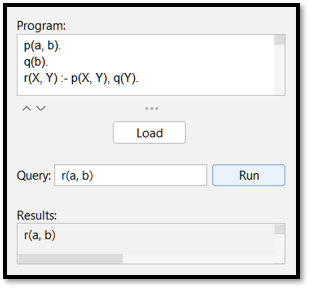 Program:
p(a, b).
q(b).
r(X, Y) :- p(X, Y), q(Y).
Load
Query: r(a, b) Run
Results:
r(a, b)